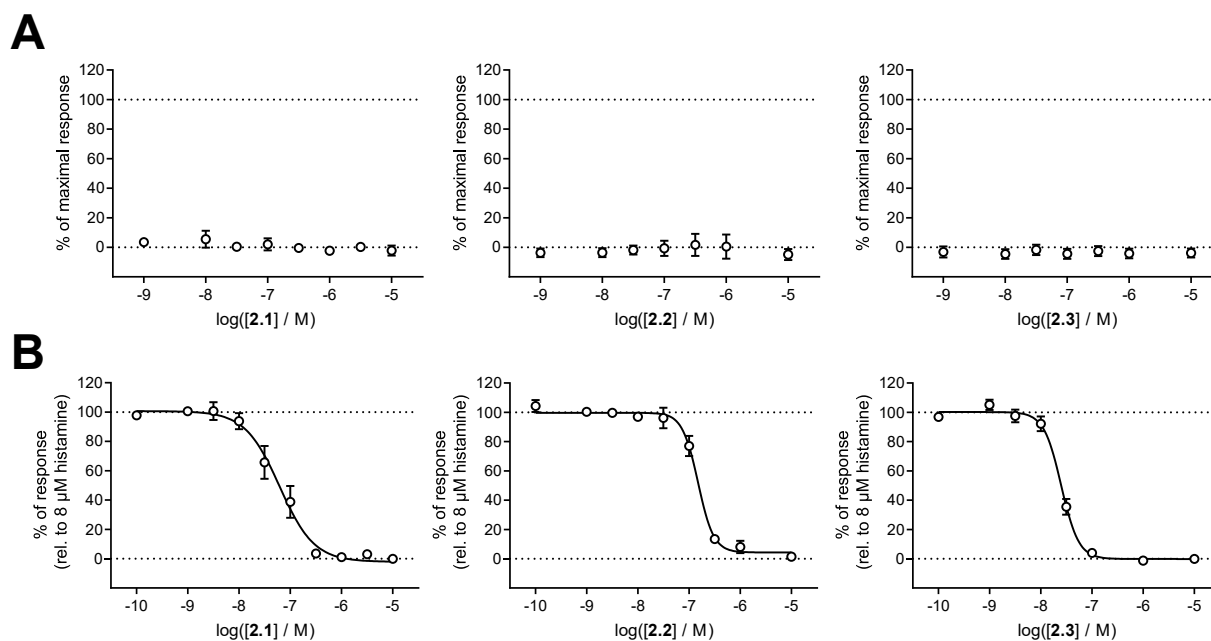 A
120
100
80
60
40
20
0
% of maximal response
-9 -8 -7 -6 -5
log([2.1] / M)
120
100
80
60
40
20
0
% of maximal response
-9 -8 -7 -6 -5
log([2.2] / M)
120
100
80
60
40
20
0
% of maximal response
-9 -8 -7 -6 -5
log([2.3] / M)
B
120
100
80
60
40
20
0
% of response
(rel. to 8 µM histamine)
-10 -9 -8 -7 -6 -5
log([2.1] / M)
120
100
80
60
40
20
0
% of response
(rel. to 8 µM histamine)
-10 -9 -8 -7 -6 -5
log([2.2] / M)
120
100
80
60
40
20
0
% of response
(rel. to 8 µM histamine)
-10 -9 -8 -7 -6 -5
log([2.3] / M)